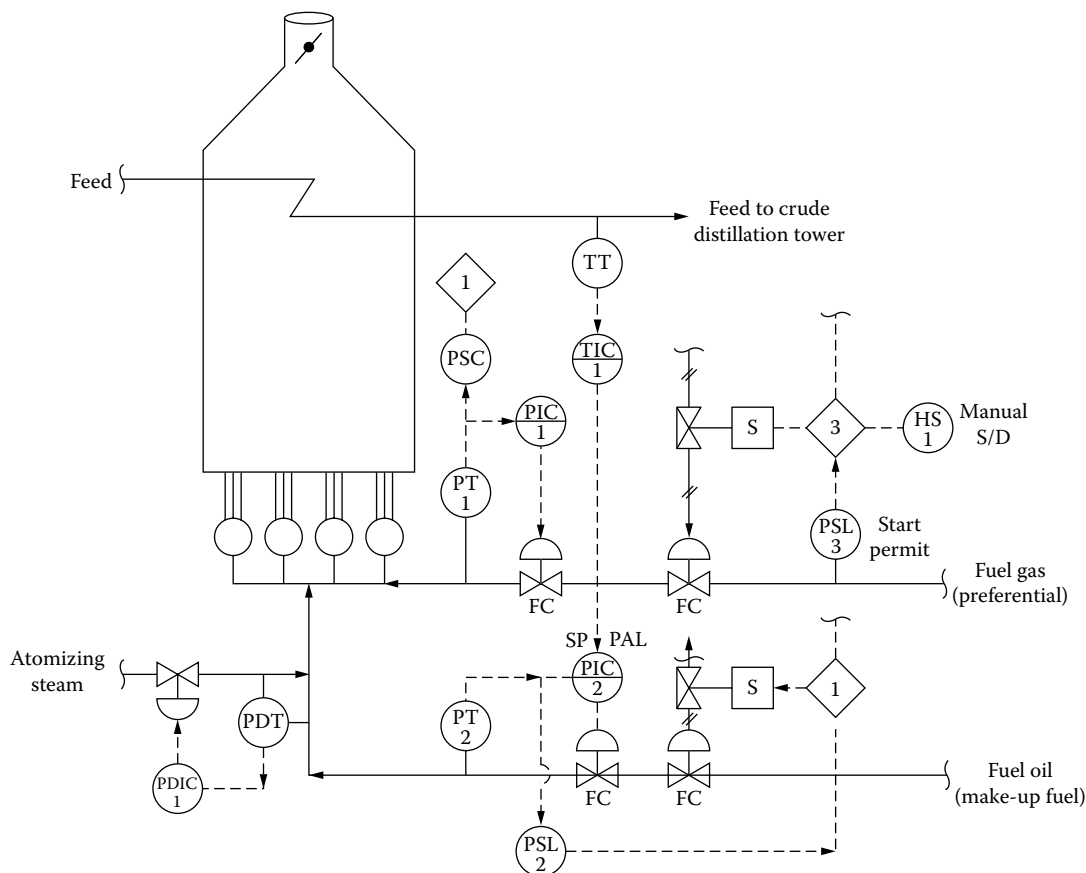 Feed
Feed to crude
distillation tower
TT
1
PSC
TIC
1
PIC
1
S
3
HS
1
Manual
S/D
PT
1
PSL
3
Start
permit
FC
FC
Fuel gas
(preferential)
Atomizing
steam
SP
PAL
PIC
2
S
1
PDT
PT
2
PDIC
1
FC
FC
Fuel oil
(make-up fuel)
PSL
2